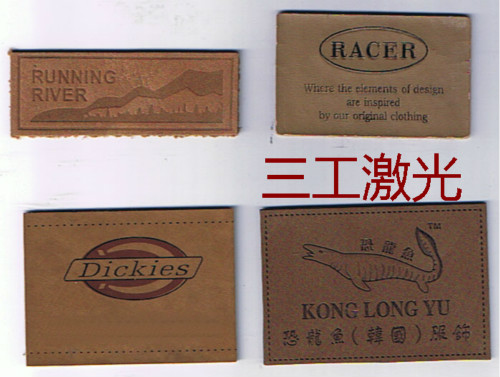 RUNNING
RIVER
RACER
Where the elements of design
are inspired
by our original clothing
三工激光
Dickies
TM
恐龍魚
KONG LONG YU
恐龍魚(韓國)服飾